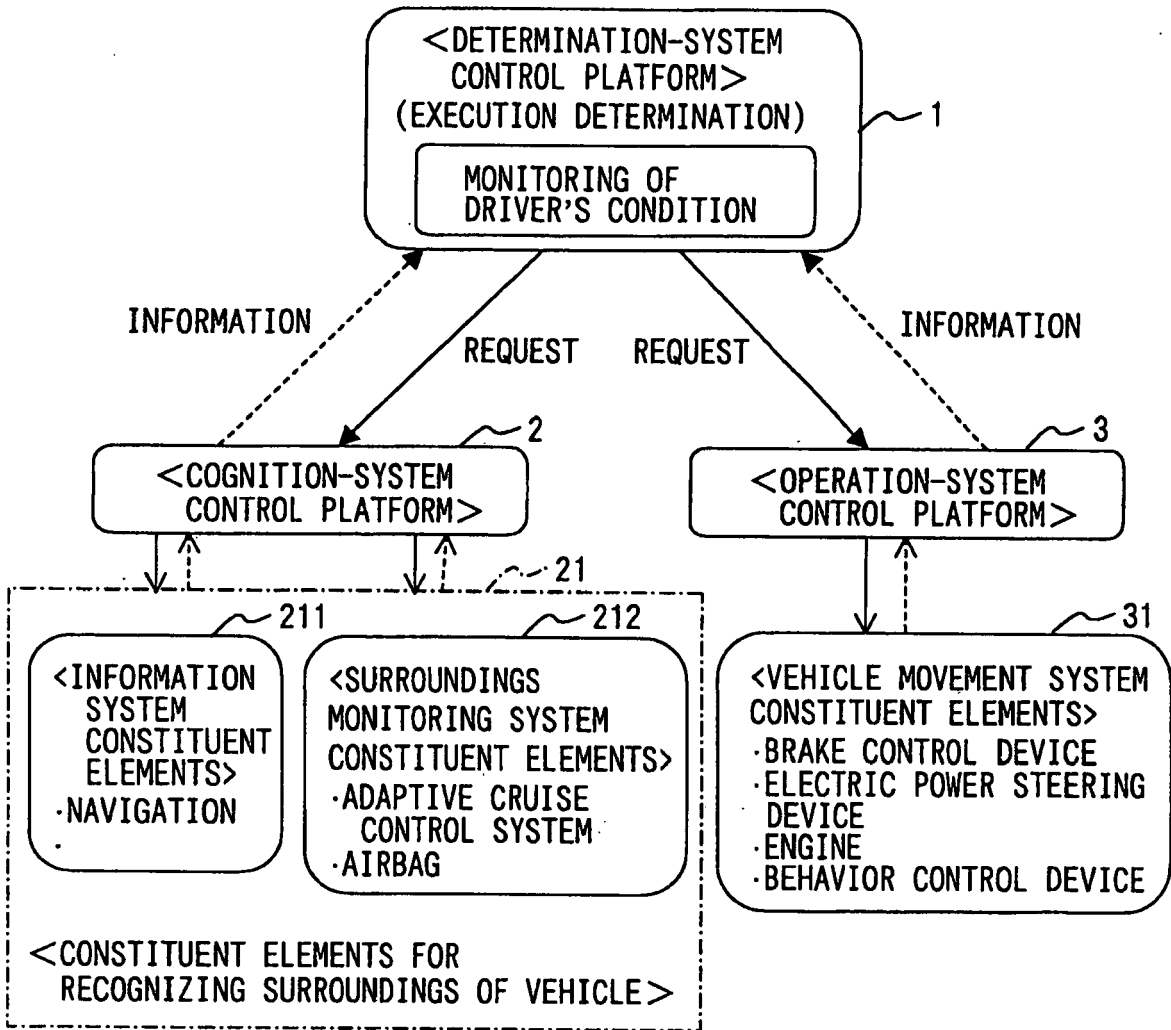 <DETERMINATION-SYSTEM
CONTROL PLATFORM>
(EXECUTION DETERMINATION)
1
MONITORING OF
DRIVER'S CONDITION
INFORMATION
REQUEST
REQUEST
INFORMATION
2
<COGNITION-SYSTEM
CONTROL PLATFORM>
3
<OPERATION-SYSTEM
CONTROL PLATFORM>
21
211
<INFORMATION
SYSTEM
CONSTITUENT
ELEMENTS>
·NAVIGATION
·
212
<SURROUNDINGS
MONITORING SYSTEM
CONSTITUENT ELEMENTS>
·ADAPTIVE CRUISE
CONTROL SYSTEM
·AIRBAG
31
<VEHICLE MOVEMENT SYSTEM
CONSTITUENT ELEMENTS>
·BRAKE CONTROL DEVICE
·ELECTRIC POWER STEERING
DEVICE
·ENGINE
·BEHAVIOR CONTROL DEVICE
<CONSTITUENT ELEMENTS FOR
RECOGNIZING SURROUNDINGS OF VEHICLE>